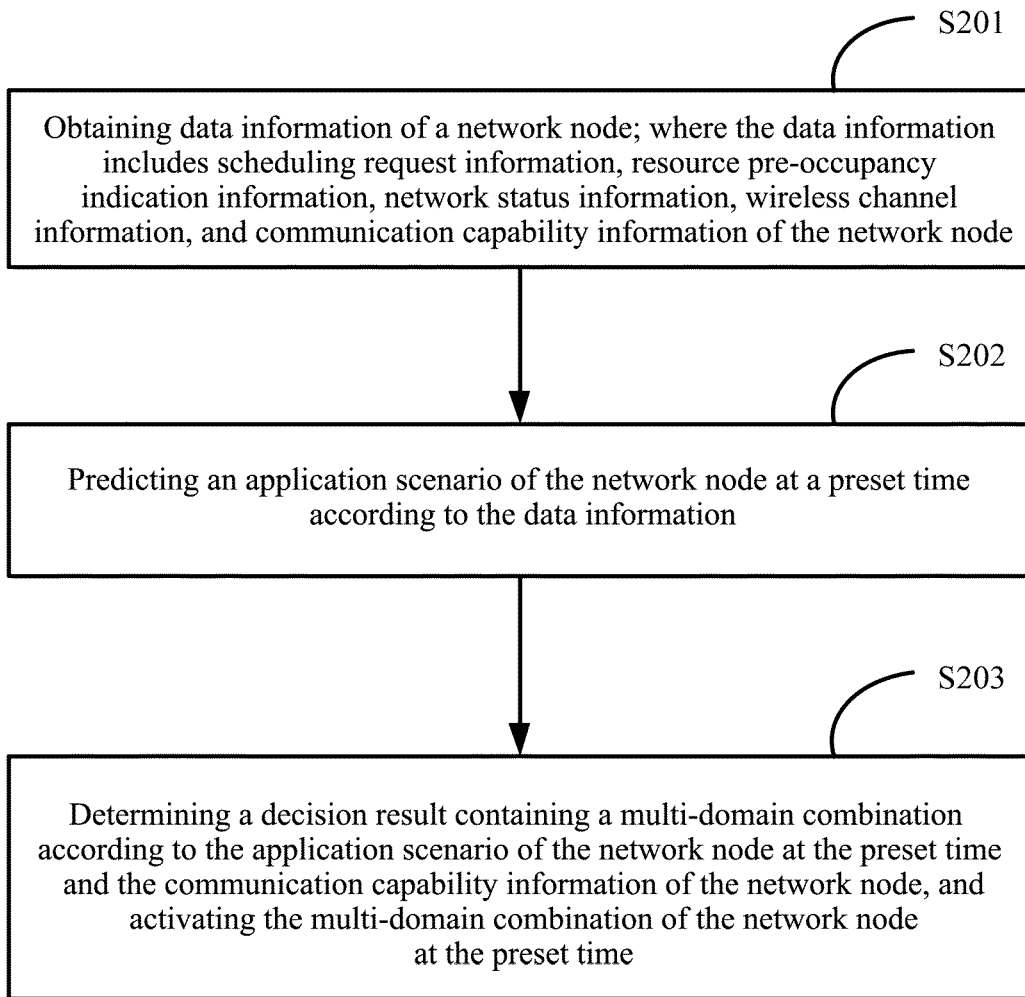 S201
Obtaining data information of a network node; where the data information
includes scheduling request information, resource pre-occupancy
indication information, network status information, wireless channel
information, and communication capability information of the network node
S202
Predicting an application scenario of the network node at a preset time
according to the data information
S203
Determining a decision result containing a multi-domain combination
according to the application scenario of the network node at the preset time
and the communication capability information of the network node, and
activating the multi-domain combination of the network node
at the preset time